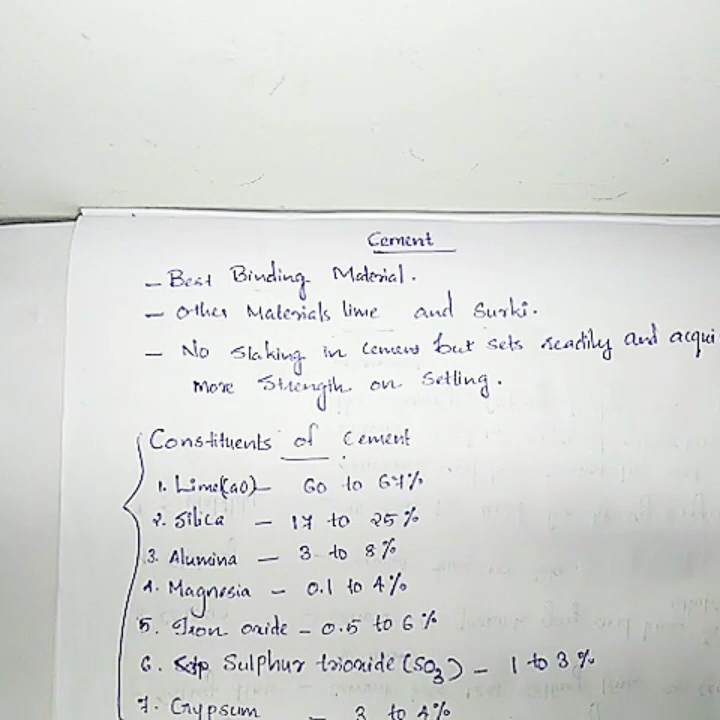 Cement
– Best Binding Material.
– Other Materials lime and Surki.
– No Slaking in Cement but sets readily and acqui
more Strength on Setting.
Constituents of Cement
1. Lime(CaO) – 60 to 67%
2. Silica – 17 to 25%
3. Alumina – 3 to 8%
4. Magnesia – 0.1 to 4%
5. Iron oxide – 0.5 to 6%
6. Sulphur trioxide (SO3) – 1 to 3%
7. Gypsum – 3 to 4%